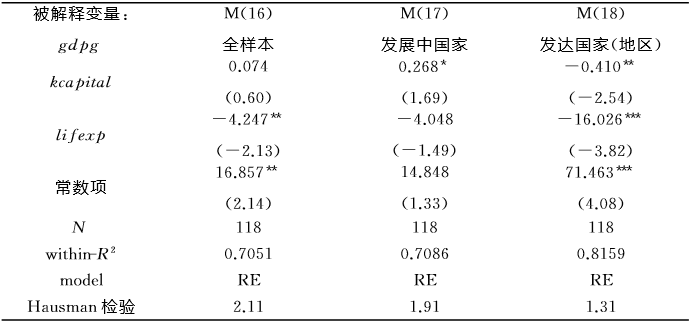 被解释变量: M(16) M(17) M(18)
gdpg 全样本 发展中国家 发达国家(地区)
kcapital 0.074 0.268* -0.410**
(0.60) (1.69) (-2.54)
lifexp -4.247** -4.048 -16.026***
(-2.13) (-1.49) (-3.82)
常数项 16.857** 14.848 71.463***
(2.14) (1.33) (4.08)
N 118 118 118
within-R² 0.7051 0.7086 0.8159
model RE RE RE
Hausman 检验 2.11 1.91 1.31